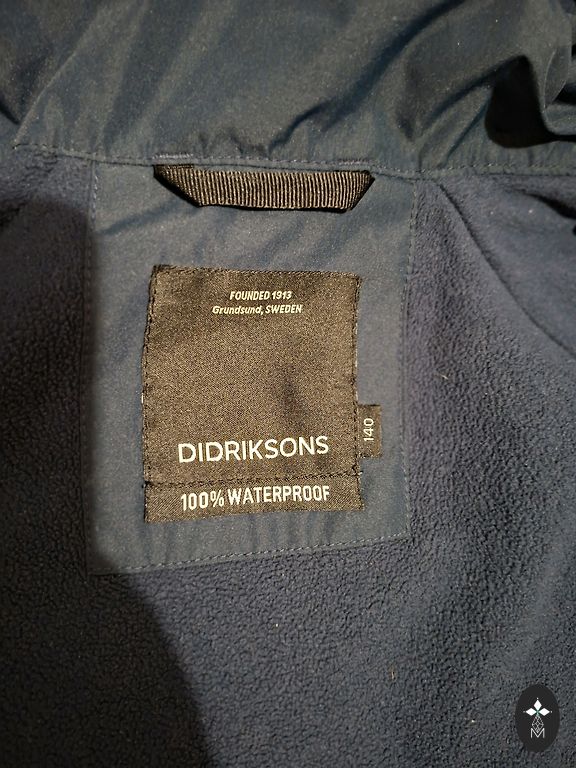 FOUNDED 1913
Grundsund, SWEDEN
DIDRIKSONS
140
100% WATERPROOF
M